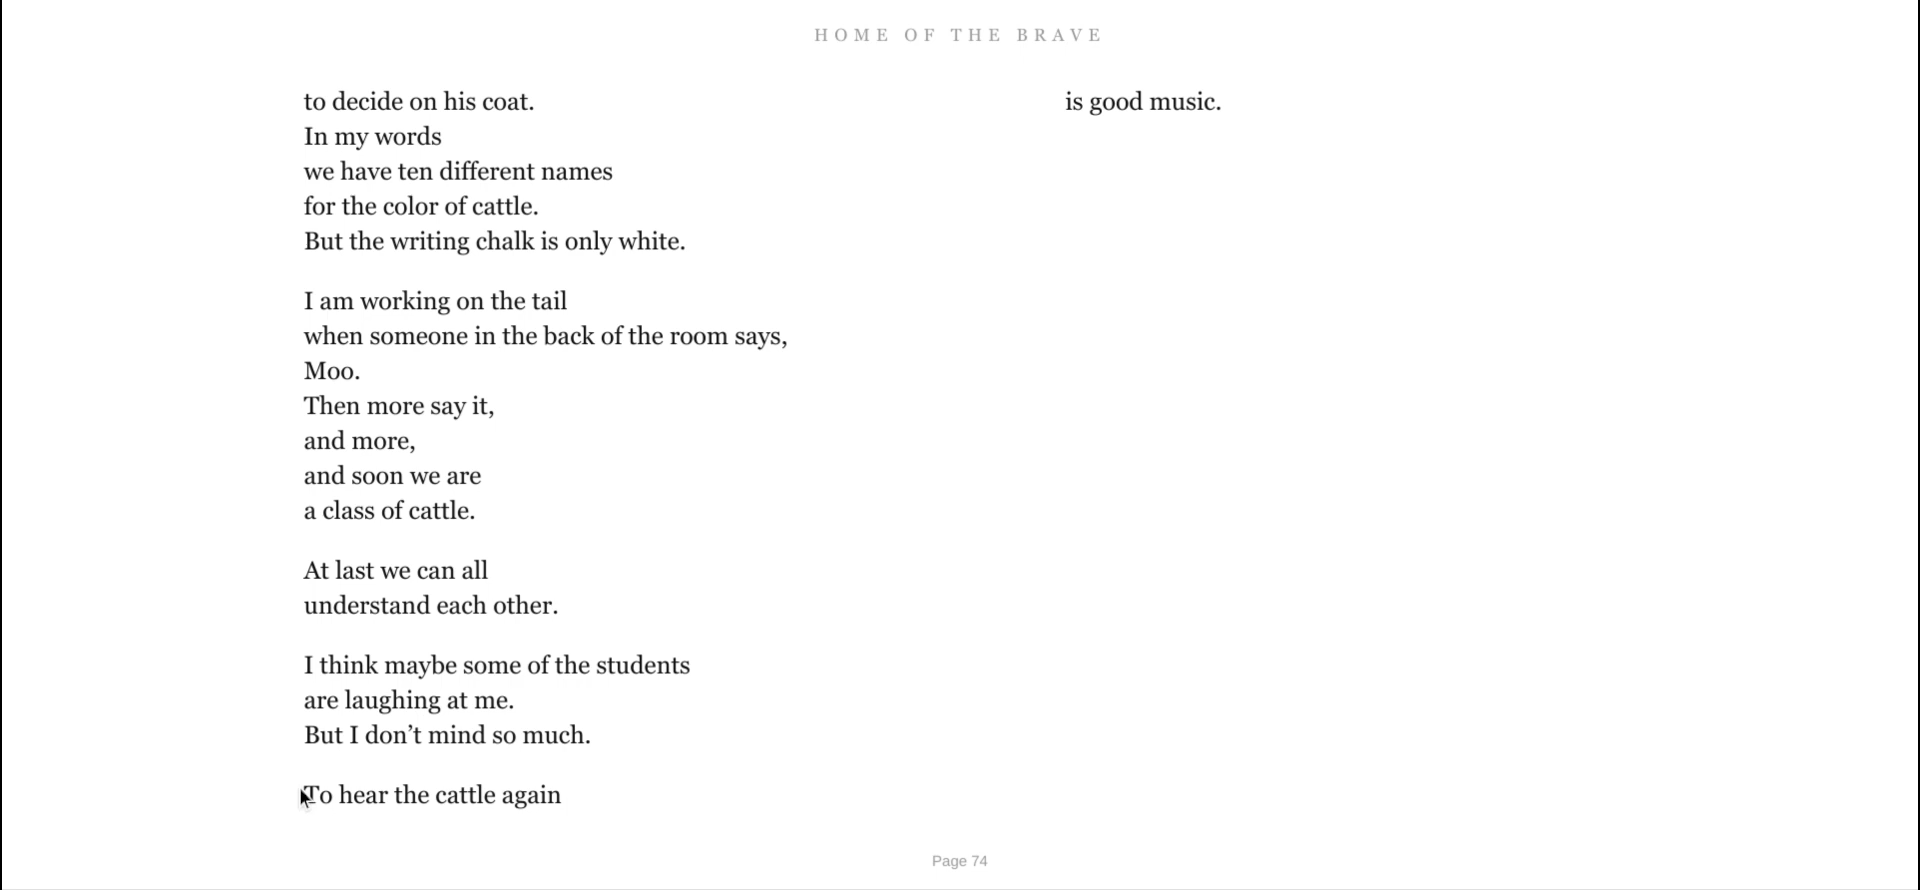 HOME OF THE BRAVE
to decide on his coat.
In my words
we have ten different names
for the color of cattle.
But the writing chalk is only white.
I am working on the tail
when someone in the back of the room says,
Moo.
Then more say it,
and more,
and soon we are
a class of cattle.
At last we can all
understand each other.
I think maybe some of the students
are laughing at me.
But I don’t mind so much.
To hear the cattle again
is good music.
Page 74